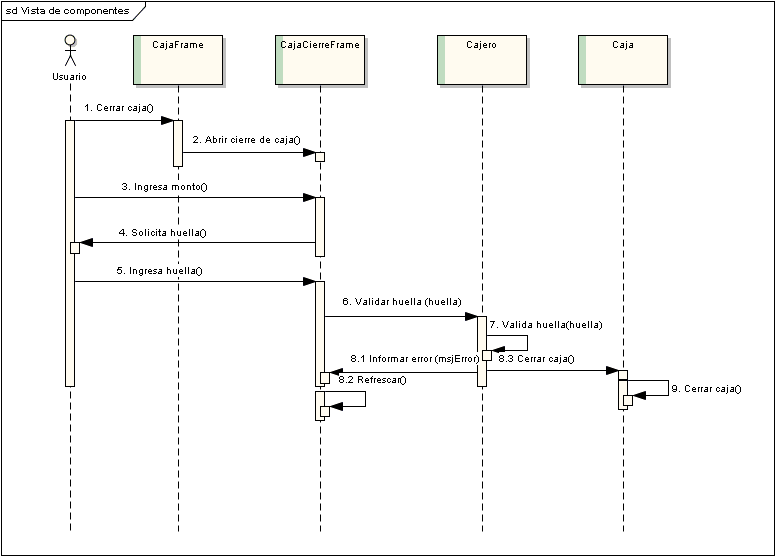 sd Vista de componentes
Usuario
CajaFrame
CajaCierreFrame
Cajero
Caja
1. Cerrar caja()
2. Abrir cierre de caja()
3. Ingresa monto()
4. Solicita huella()
5. Ingresa huella()
6. Validar huella (huella)
7. Valida huella(huella)
8.1 Informar error (msjError)
8.3 Cerrar caja()
8.2 Refrescar()
9. Cerrar caja()